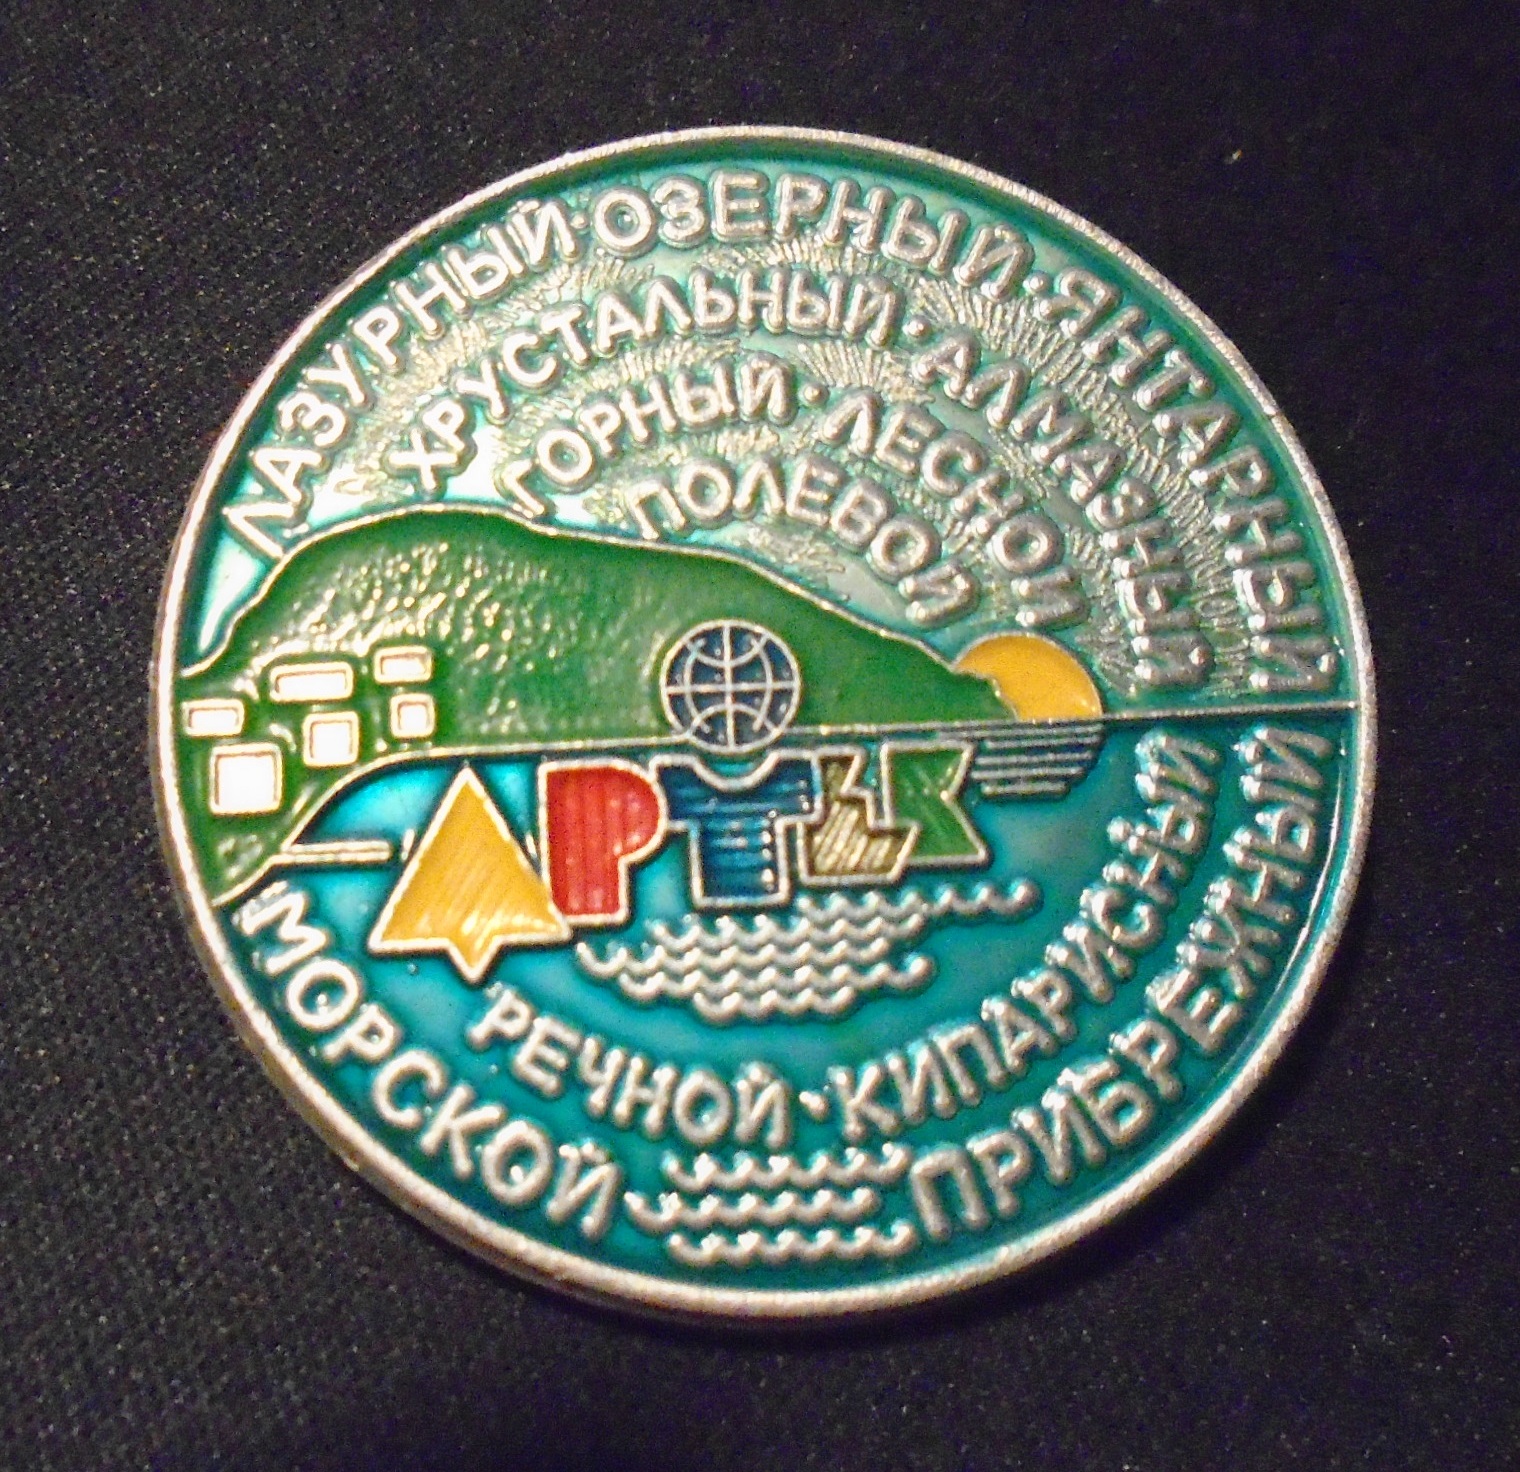 ЛАЗУРНЫЙ·ОЗЕРНЫЙ·ЯНТАРНЫЙ
ХРУСТАЛЬНЫЙ·АЛМАЗНЫЙ
ГОРНЫЙ·ЛЕСНОЙ
ПОЛЕВОЙ
АРТЕК
РЕЧНОЙ·КИПАРИСНЫЙ
МОРСКОЙ
ПРИБРЕЖНЫЙ